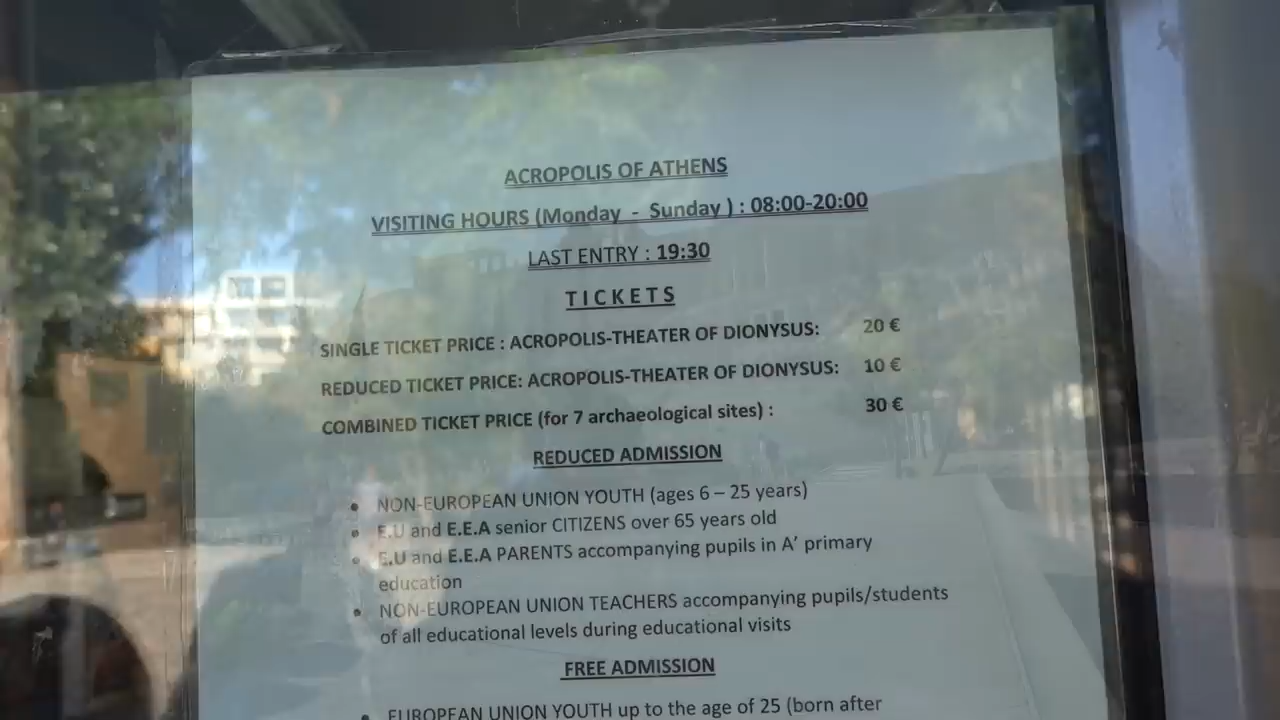 ACROPOLIS OF ATHENS
VISITING HOURS (Monday - Sunday ) : 08:00-20:00
LAST ENTRY : 19:30
TICKETS
SINGLE TICKET PRICE : ACROPOLIS-THEATER OF DIONYSUS: 20 €
REDUCED TICKET PRICE: ACROPOLIS-THEATER OF DIONYSUS: 10 €
COMBINED TICKET PRICE (for 7 archaeological sites) : 30 €
REDUCED ADMISSION
• NON-EUROPEAN UNION YOUTH (ages 6 – 25 years)
• E.U and E.E.A senior CITIZENS over 65 years old
• E.U and E.E.A PARENTS accompanying pupils in A’ primary
education
• NON-EUROPEAN UNION TEACHERS accompanying pupils/students
of all educational levels during educational visits
FREE ADMISSION
• EUROPEAN UNION YOUTH up to the age of 25 (born after